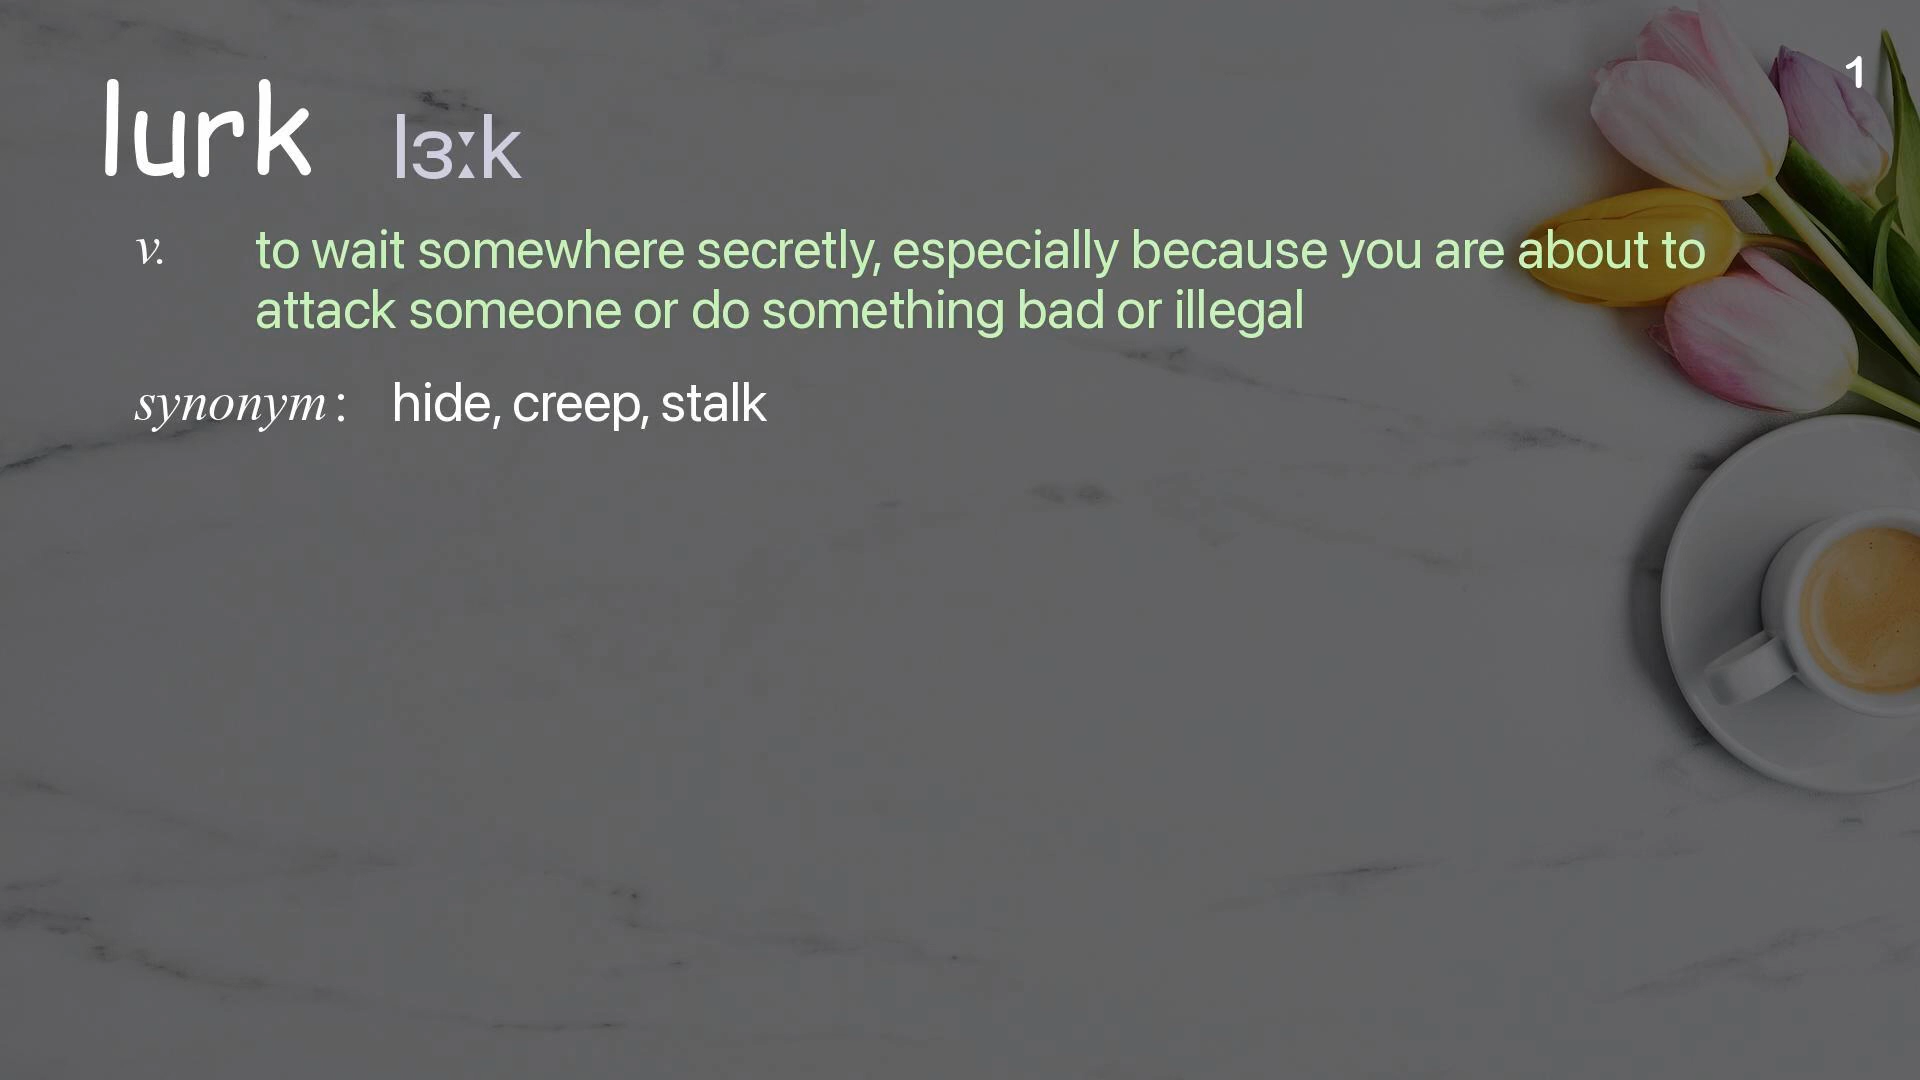 1
lurk lɜːk
v. to wait somewhere secretly, especially because you are about to
attack someone or do something bad or illegal
synonym: hide, creep, stalk